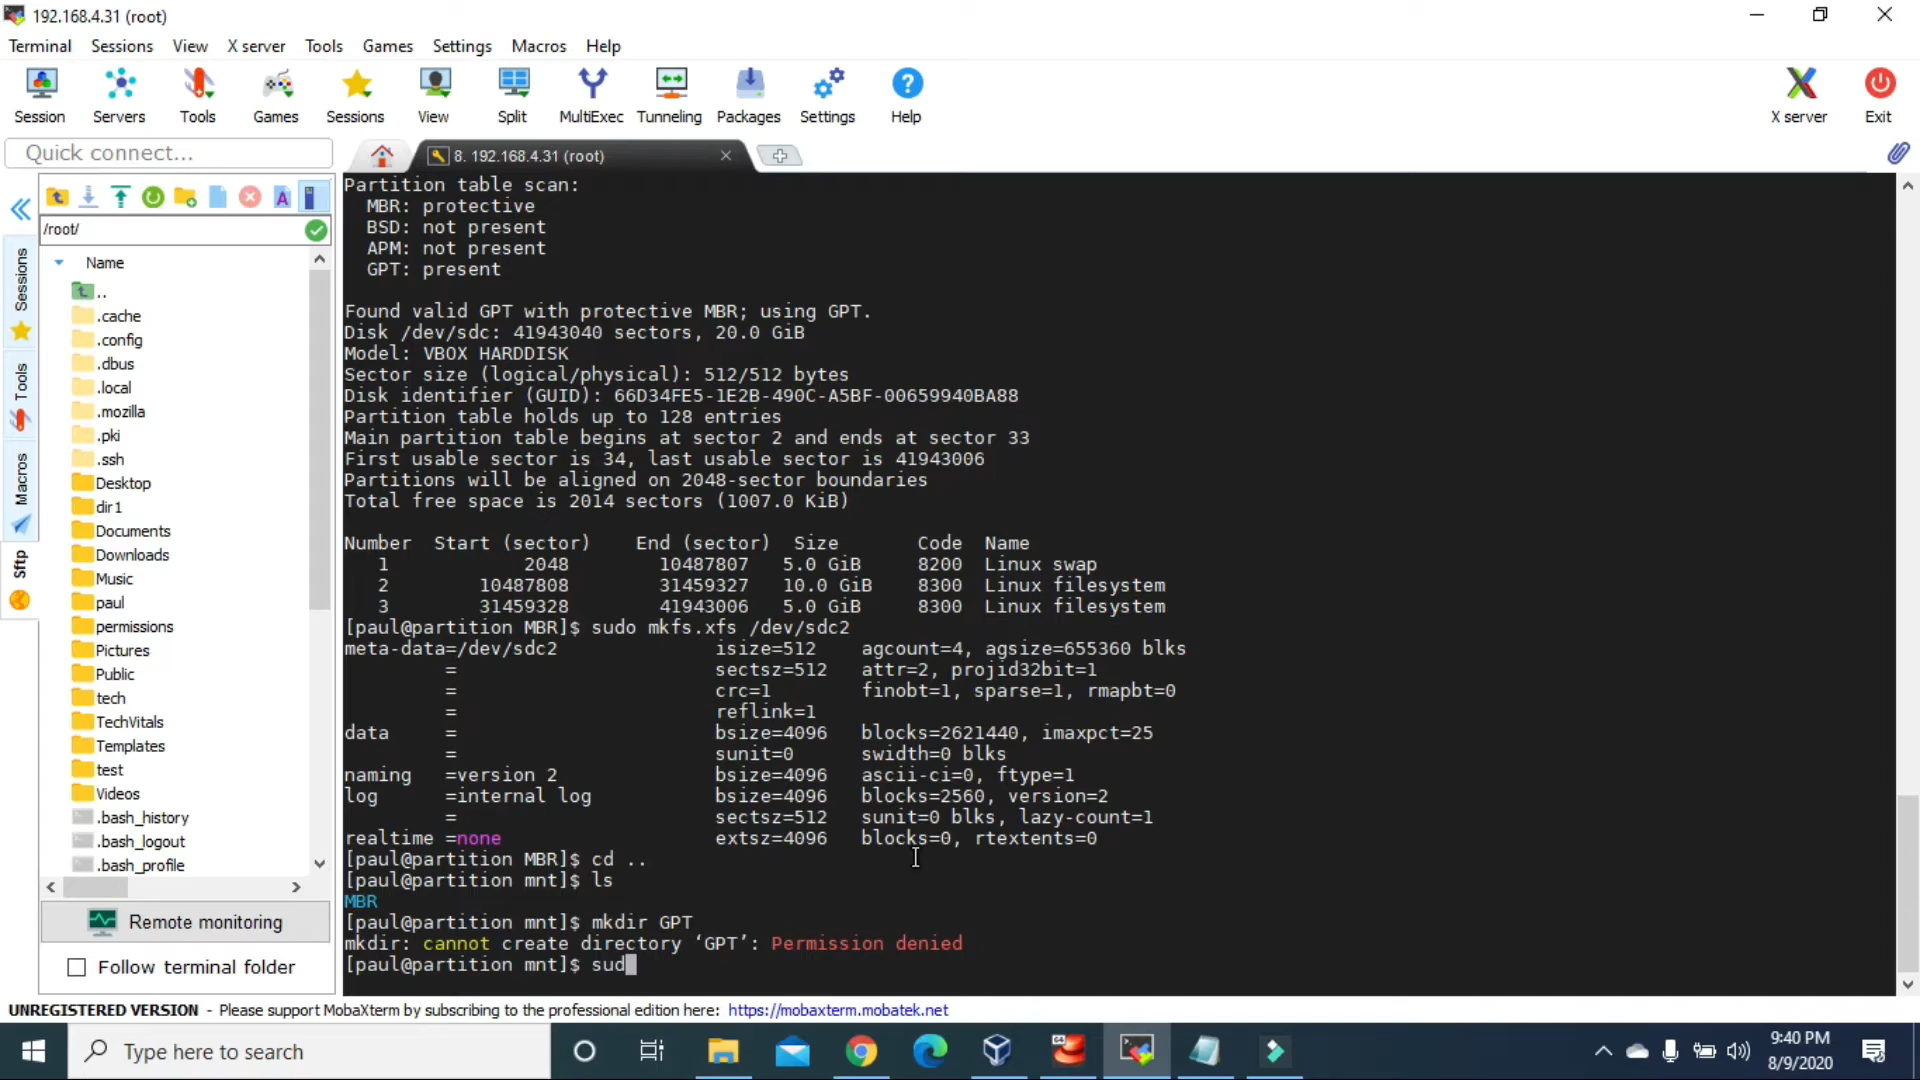 192.168.4.31 (root)
Terminal Sessions View X server Tools Games Settings Macros Help
Session Servers Tools Games Sessions View Split MultiExec Tunneling Packages Settings Help X server Exit
Quick connect...
8. 192.168.4.31 (root)
/root/
Name
..
.cache
.config
.dbus
.local
.mozilla
.pki
.ssh
Desktop
dir1
Documents
Downloads
Music
paul
permissions
Pictures
Public
tech
TechVitals
Templates
test
Videos
.bash_history
.bash_logout
.bash_profile
Sessions
Tools
Macros
Sftp
Remote monitoring
Follow terminal folder
Partition table scan:
MBR: protective
BSD: not present
APM: not present
GPT: present
Found valid GPT with protective MBR; using GPT.
Disk /dev/sdc: 41943040 sectors, 20.0 GiB
Model: VBOX HARDDISK
Sector size (logical/physical): 512/512 bytes
Disk identifier (GUID): 66D34FE5-1E2B-490C-A5BF-00659940BA88
Partition table holds up to 128 entries
Main partition table begins at sector 2 and ends at sector 33
First usable sector is 34, last usable sector is 41943006
Partitions will be aligned on 2048-sector boundaries
Total free space is 2014 sectors (1007.0 KiB)
Number Start (sector) End (sector) Size Code Name
1 2048 10487807 5.0 GiB 8200 Linux swap
2 10487808 31459327 10.0 GiB 8300 Linux filesystem
3 31459328 41943006 5.0 GiB 8300 Linux filesystem
[paul@partition MBR]$ sudo mkfs.xfs /dev/sdc2
meta-data=/dev/sdc2 isize=512 agcount=4, agsize=655360 blks
= sectsz=512 attr=2, projid32bit=1
= crc=1 finobt=1, sparse=1, rmapbt=0
= reflink=1
data = bsize=4096 blocks=2621440, imaxpct=25
= sunit=0 swidth=0 blks
naming =version 2 bsize=4096 ascii-ci=0, ftype=1
log =internal log bsize=4096 blocks=2560, version=2
= sectsz=512 sunit=0 blks, lazy-count=1
realtime =none extsz=4096 blocks=0, rtextents=0
[paul@partition MBR]$ cd ..
[paul@partition mnt]$ ls
MBR
[paul@partition mnt]$ mkdir GPT
mkdir: cannot create directory ‘GPT’: Permission denied
[paul@partition mnt]$ sud
UNREGISTERED VERSION - Please support MobaXterm by subscribing to the professional edition here: https://mobaxterm.mobatek.net
Type here to search
9:40 PM
8/9/2020